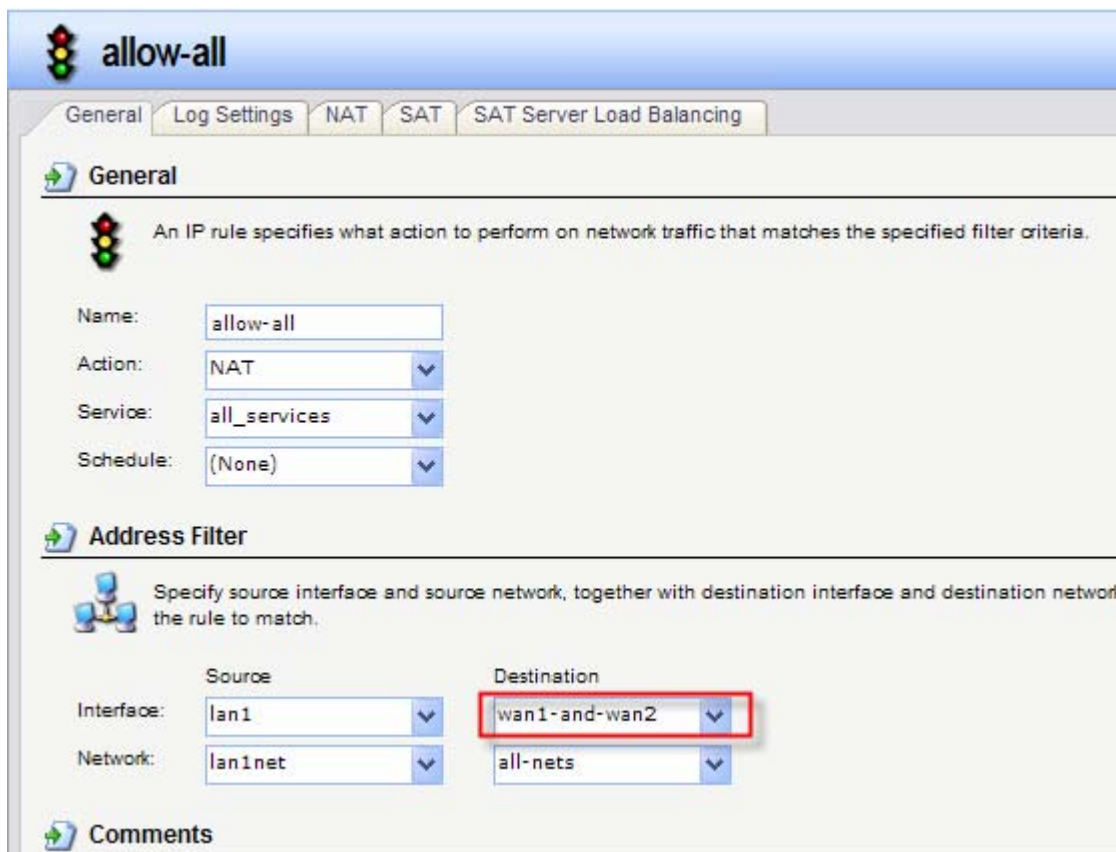 allow-all
General Log Settings NAT SAT SAT Server Load Balancing
General
An IP rule specifies what action to perform on network traffic that matches the specified filter criteria.
Name: allow-all
Action: NAT
Service: all_services
Schedule: (None)
Address Filter
Specify source interface and source network, together with destination interface and destination network
the rule to match.
Source Destination
Interface: lan1 wan1-and-wan2
Network: lan1net all-nets
Comments